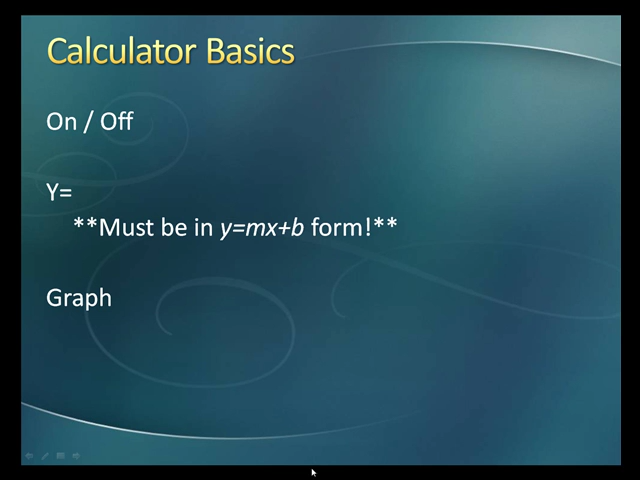 Calculator Basics
On / Off
Y=
**Must be in y=mx+b form!**
Graph